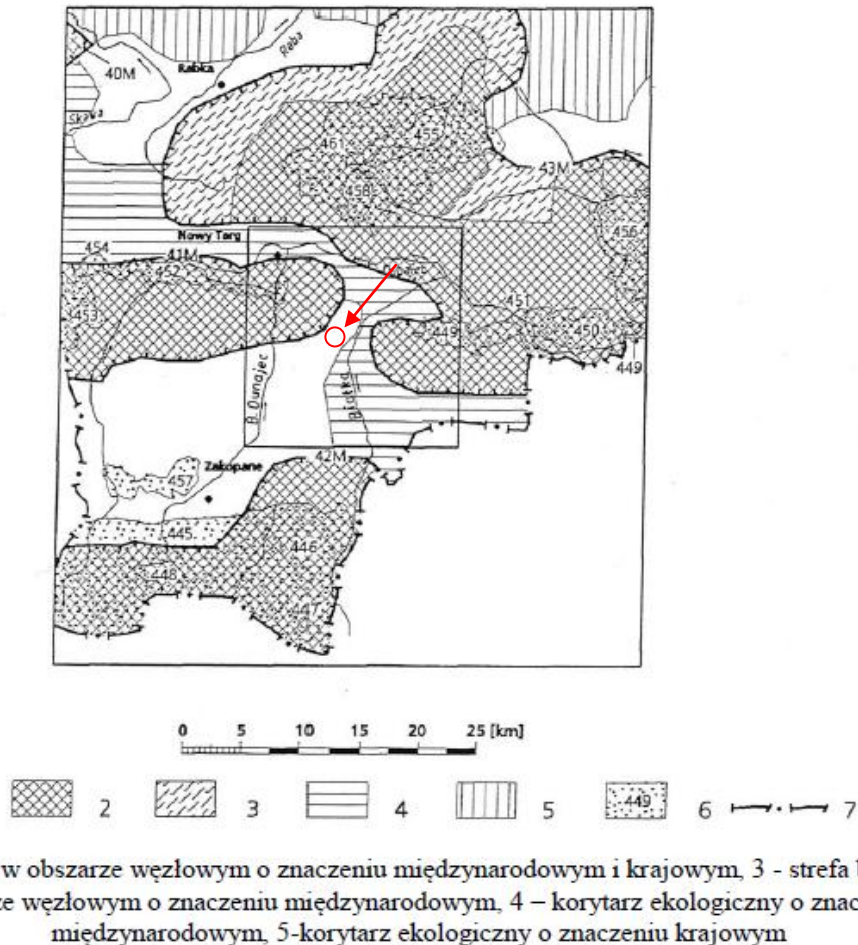 40M
Rabka
Raba
Skawa
461
455
458
43M
456
Nowy Targ
454
41M
452
453
451
449
450
449
B. Dunajec
Białka
42M
Zakopane
457
445
446
448
447
0 5 10 15 20 25 [km]
2 3 4 5 449 6 7
w obszarze węzłowym o znaczeniu międzynarodowym i krajowym, 3 - strefa
ze węzłowym o znaczeniu międzynarodowym, 4 – korytarz ekologiczny o znac
międzynarodowym, 5-korytarz ekologiczny o znaczeniu krajowym